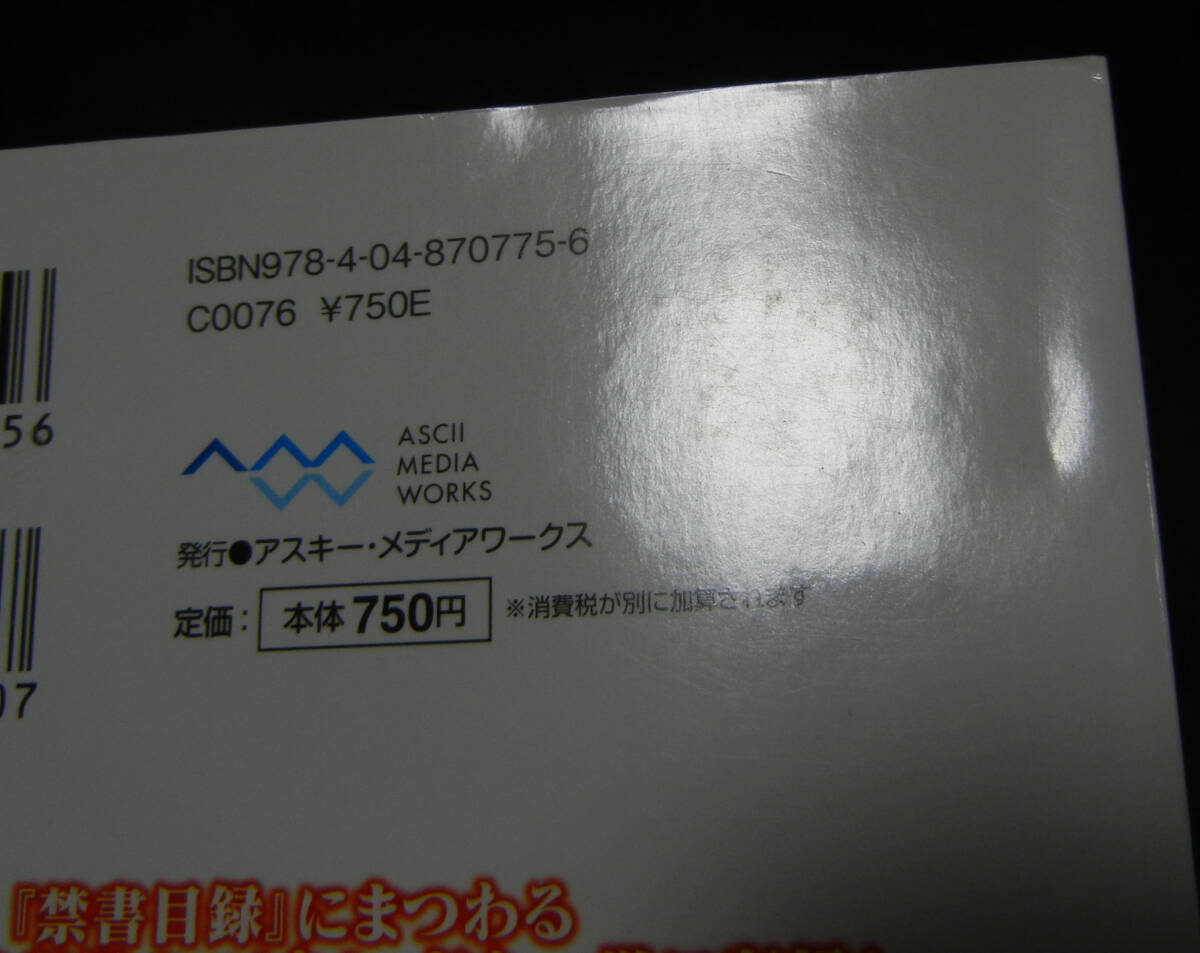 ISBN978-4-04-870775-6
C0076 ¥750E
56
ASCII
MEDIA
WORKS
発行●アスキー・メディアワークス
定価: 本体750円 ※消費税が別に加算されます
07
『禁書目録』にまつわる